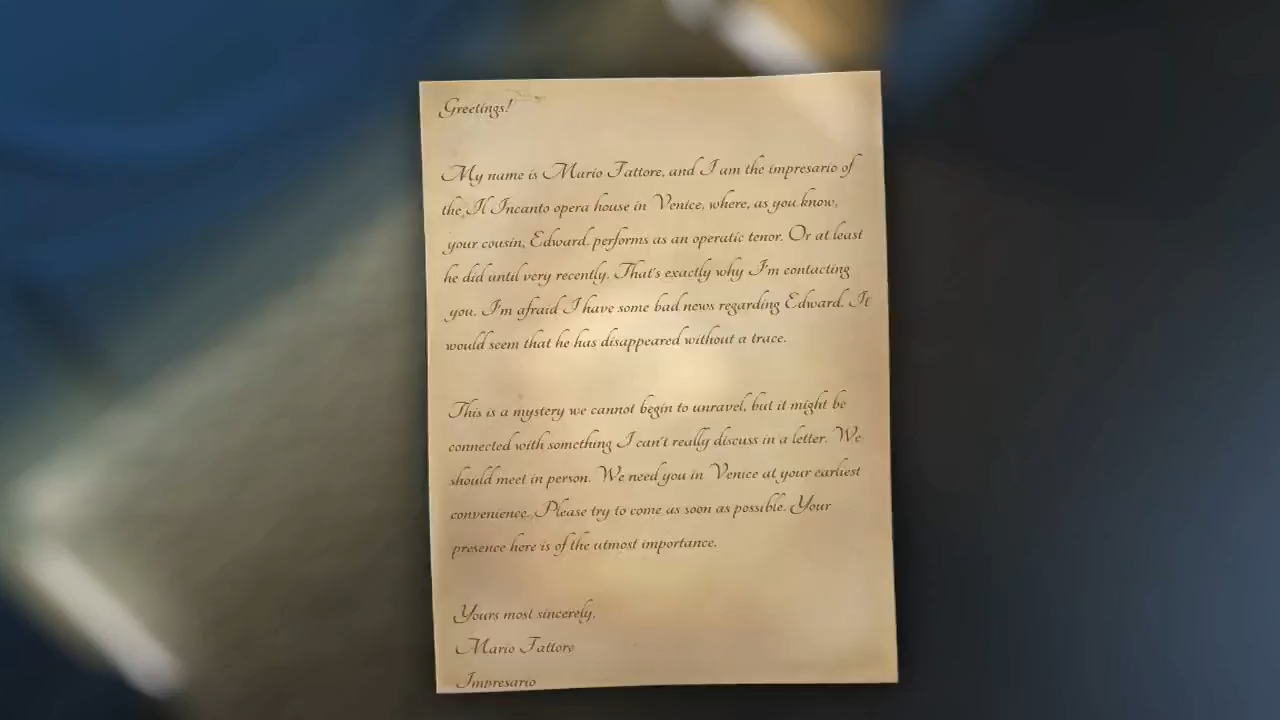 Greetings!
My name is Mario Fattore, and I am the impresario of
the Il Incanto opera house in Venice, where, as you know,
your cousin, Edward, performs as an operatic tenor. Or at least
he did until very recently. That's exactly why I'm contacting
you. I'm afraid I have some bad news regarding Edward. It
would seem that he has disappeared without a trace.
This is a mystery we cannot begin to unravel, but it might be
connected with something I can't really discuss in a letter. We
should meet in person. We need you in Venice at your earliest
convenience. Please try to come as soon as possible. Your
presence here is of the utmost importance.
Yours most sincerely,
Mario Fattore
Impresario